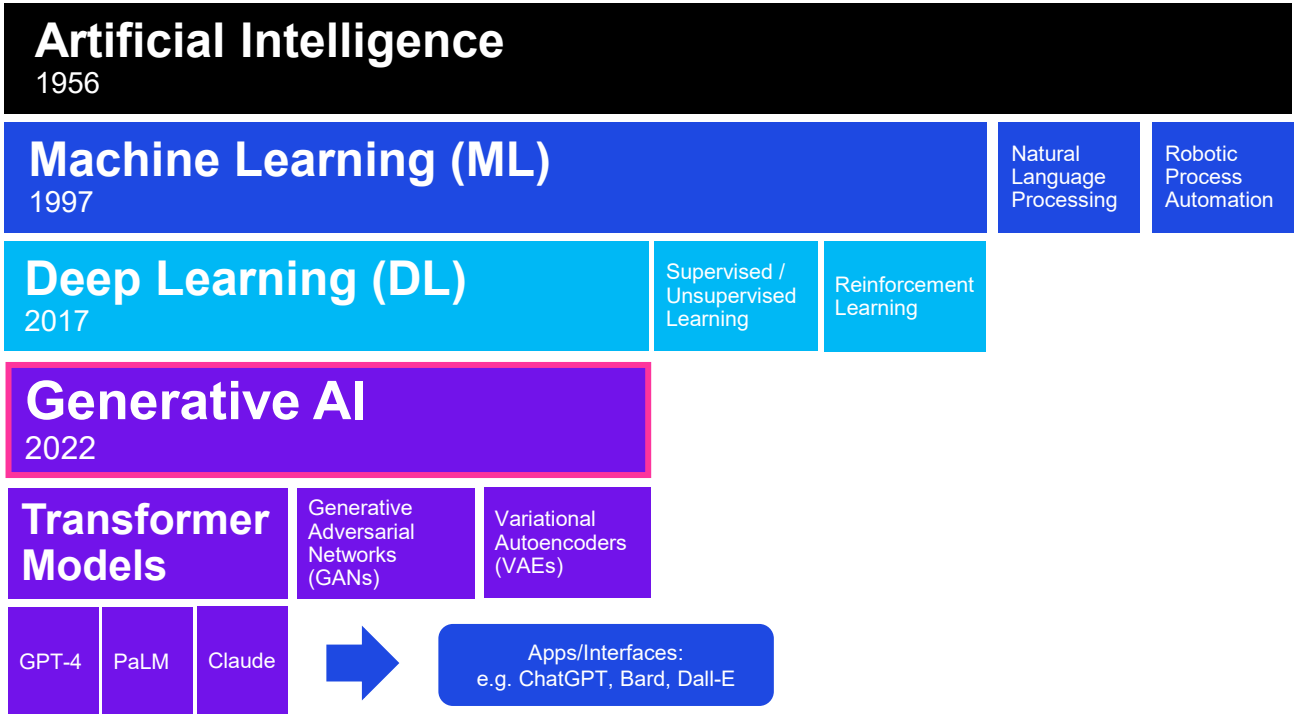 Artificial Intelligence
1956
Machine Learning (ML)
1997
Natural
Language
Processing
Robotic
Process
Automation
Deep Learning (DL)
2017
Supervised /
Unsupervised
Learning
Reinforcement
Learning
Generative AI
2022
Transformer
Models
Generative
Adversarial
Networks
(GANs)
Variational
Autoencoders
(VAEs)
GPT-4
PaLM
Claude
Apps/Interfaces:
e.g. ChatGPT, Bard, Dall-E